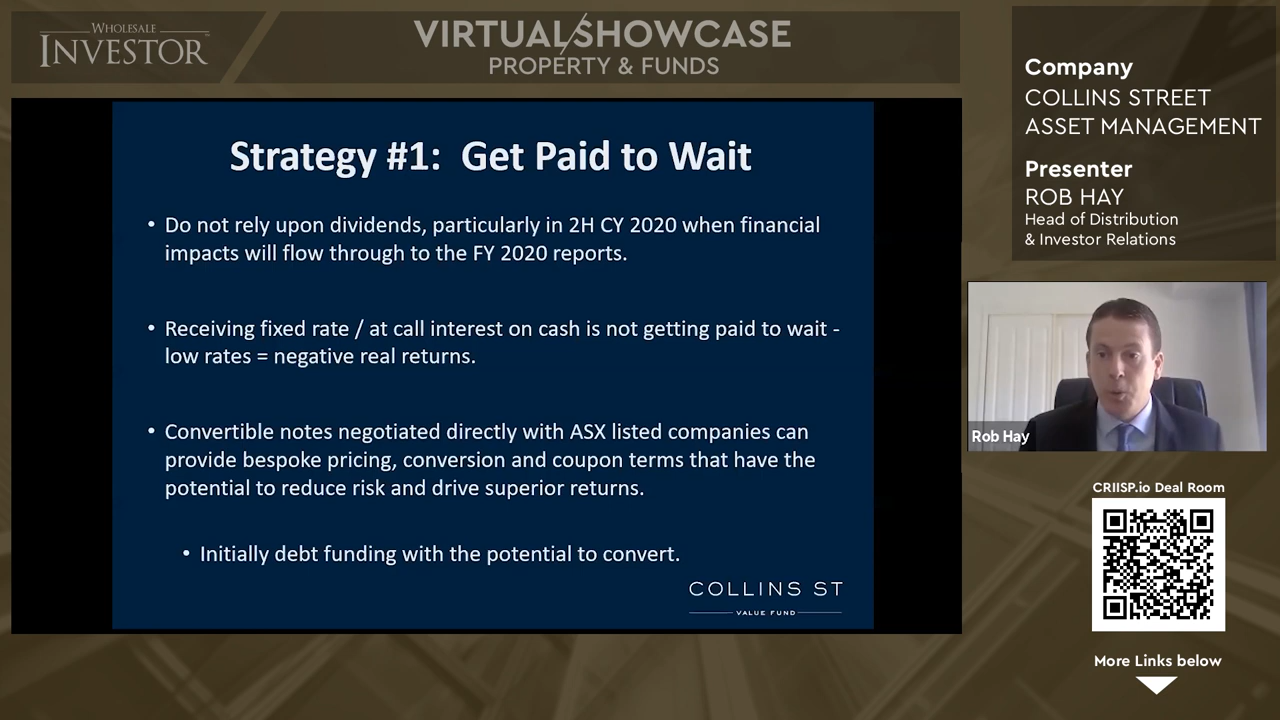 WHOLESALE
INVESTOR
VIRTUAL/SHOWCASE
PROPERTY & FUNDS
Company
COLLINS STREET
ASSET MANAGEMENT
Presenter
ROB HAY
Head of Distribution
& Investor Relations
Strategy #1: Get Paid to Wait
• Do not rely upon dividends, particularly in 2H CY 2020 when financial
impacts will flow through to the FY 2020 reports.
• Receiving fixed rate / at call interest on cash is not getting paid to wait -
low rates = negative real returns.
• Convertible notes negotiated directly with ASX listed companies can
provide bespoke pricing, conversion and coupon terms that have the
potential to reduce risk and drive superior returns.
• Initially debt funding with the potential to convert.
COLLINS ST
VALUE FUND
Rob Hay
CRIISP.io Deal Room
More Links below